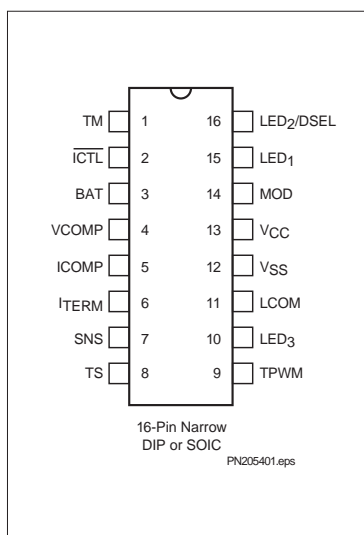 TM 1 16 LED2/DSEL
ICTL 2 15 LED1
BAT 3 14 MOD
VCOMP 4 13 VCC
ICOMP 5 12 VSS
ITERM 6 11 LCOM
SNS 7 10 LED3
TS 8 9 TPWM
16-Pin Narrow
DIP or SOIC
PN205401.eps